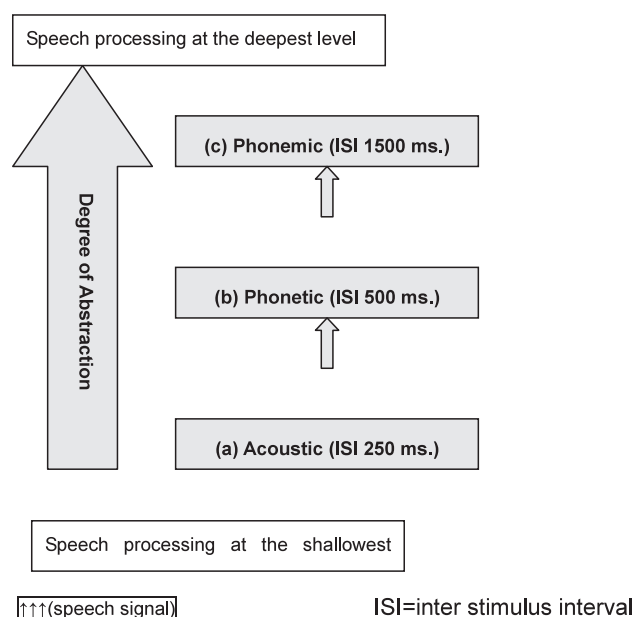 Speech processing at the deepest level
(c) Phonemic (ISI 1500 ms.)
Degree of Abstraction
(b) Phonetic (ISI 500 ms.)
(a) Acoustic (ISI 250 ms.)
Speech processing at the shallowest
↑↑↑(speech signal)
ISI=inter stimulus interval